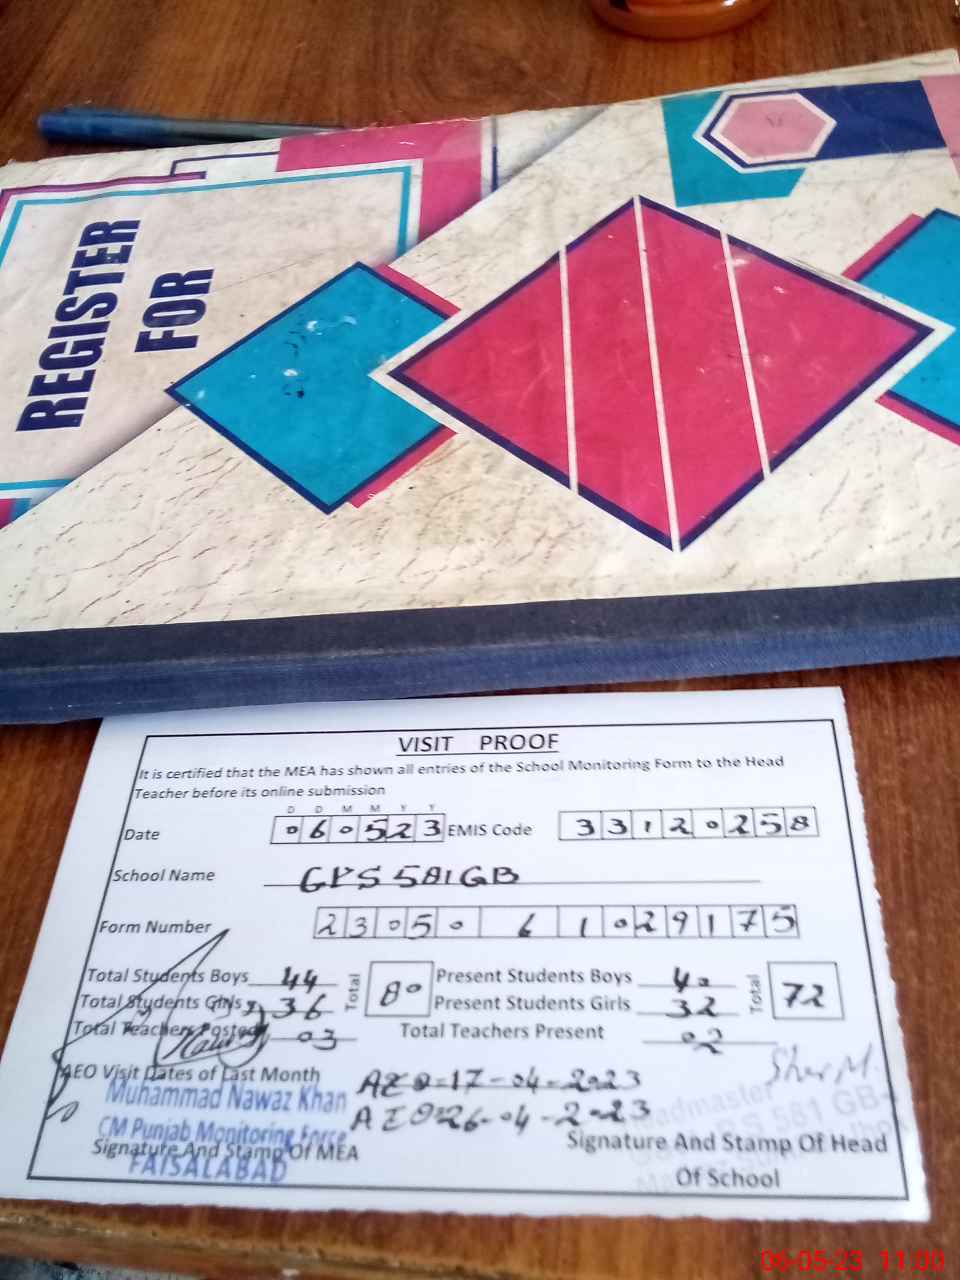 REGISTER
FOR
VISIT PROOF
It is certified that the MEA has shown all entries of the School Monitoring Form to the Head
Teacher before its online submission
D D M M Y Y
Date 060523 EMIS Code 33120258
School Name GPS 581 GB
Form Number 2305061029175
Total Students Boys 44 Total 80 Present Students Boys 40 Total 72
Total Students Girls 36 Present Students Girls 32
Total Teachers Posted 03 Total Teachers Present 02
AEO Visit Dates of Last Month AEO=17-04-2023
AEO=26-04-2023
Muhammad Nawaz Khan
CM Punjab Monitoring Force
FAISALABAD
Signature And Stamp Of MEA
Sher M.
Headmaster
581 GB
Signature And Stamp Of Head
Of School
06-05-23 11:00